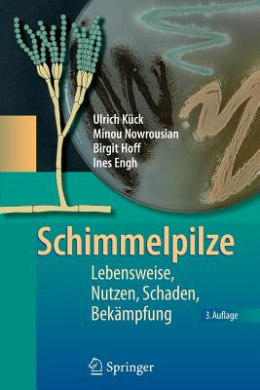 Ulrich Kück
Minou Nowrousian
Birgit Hoff
Ines Engh
Schimmelpilze
Lebensweise,
Nutzen, Schaden,
Bekämpfung
3. Auflage
Springer